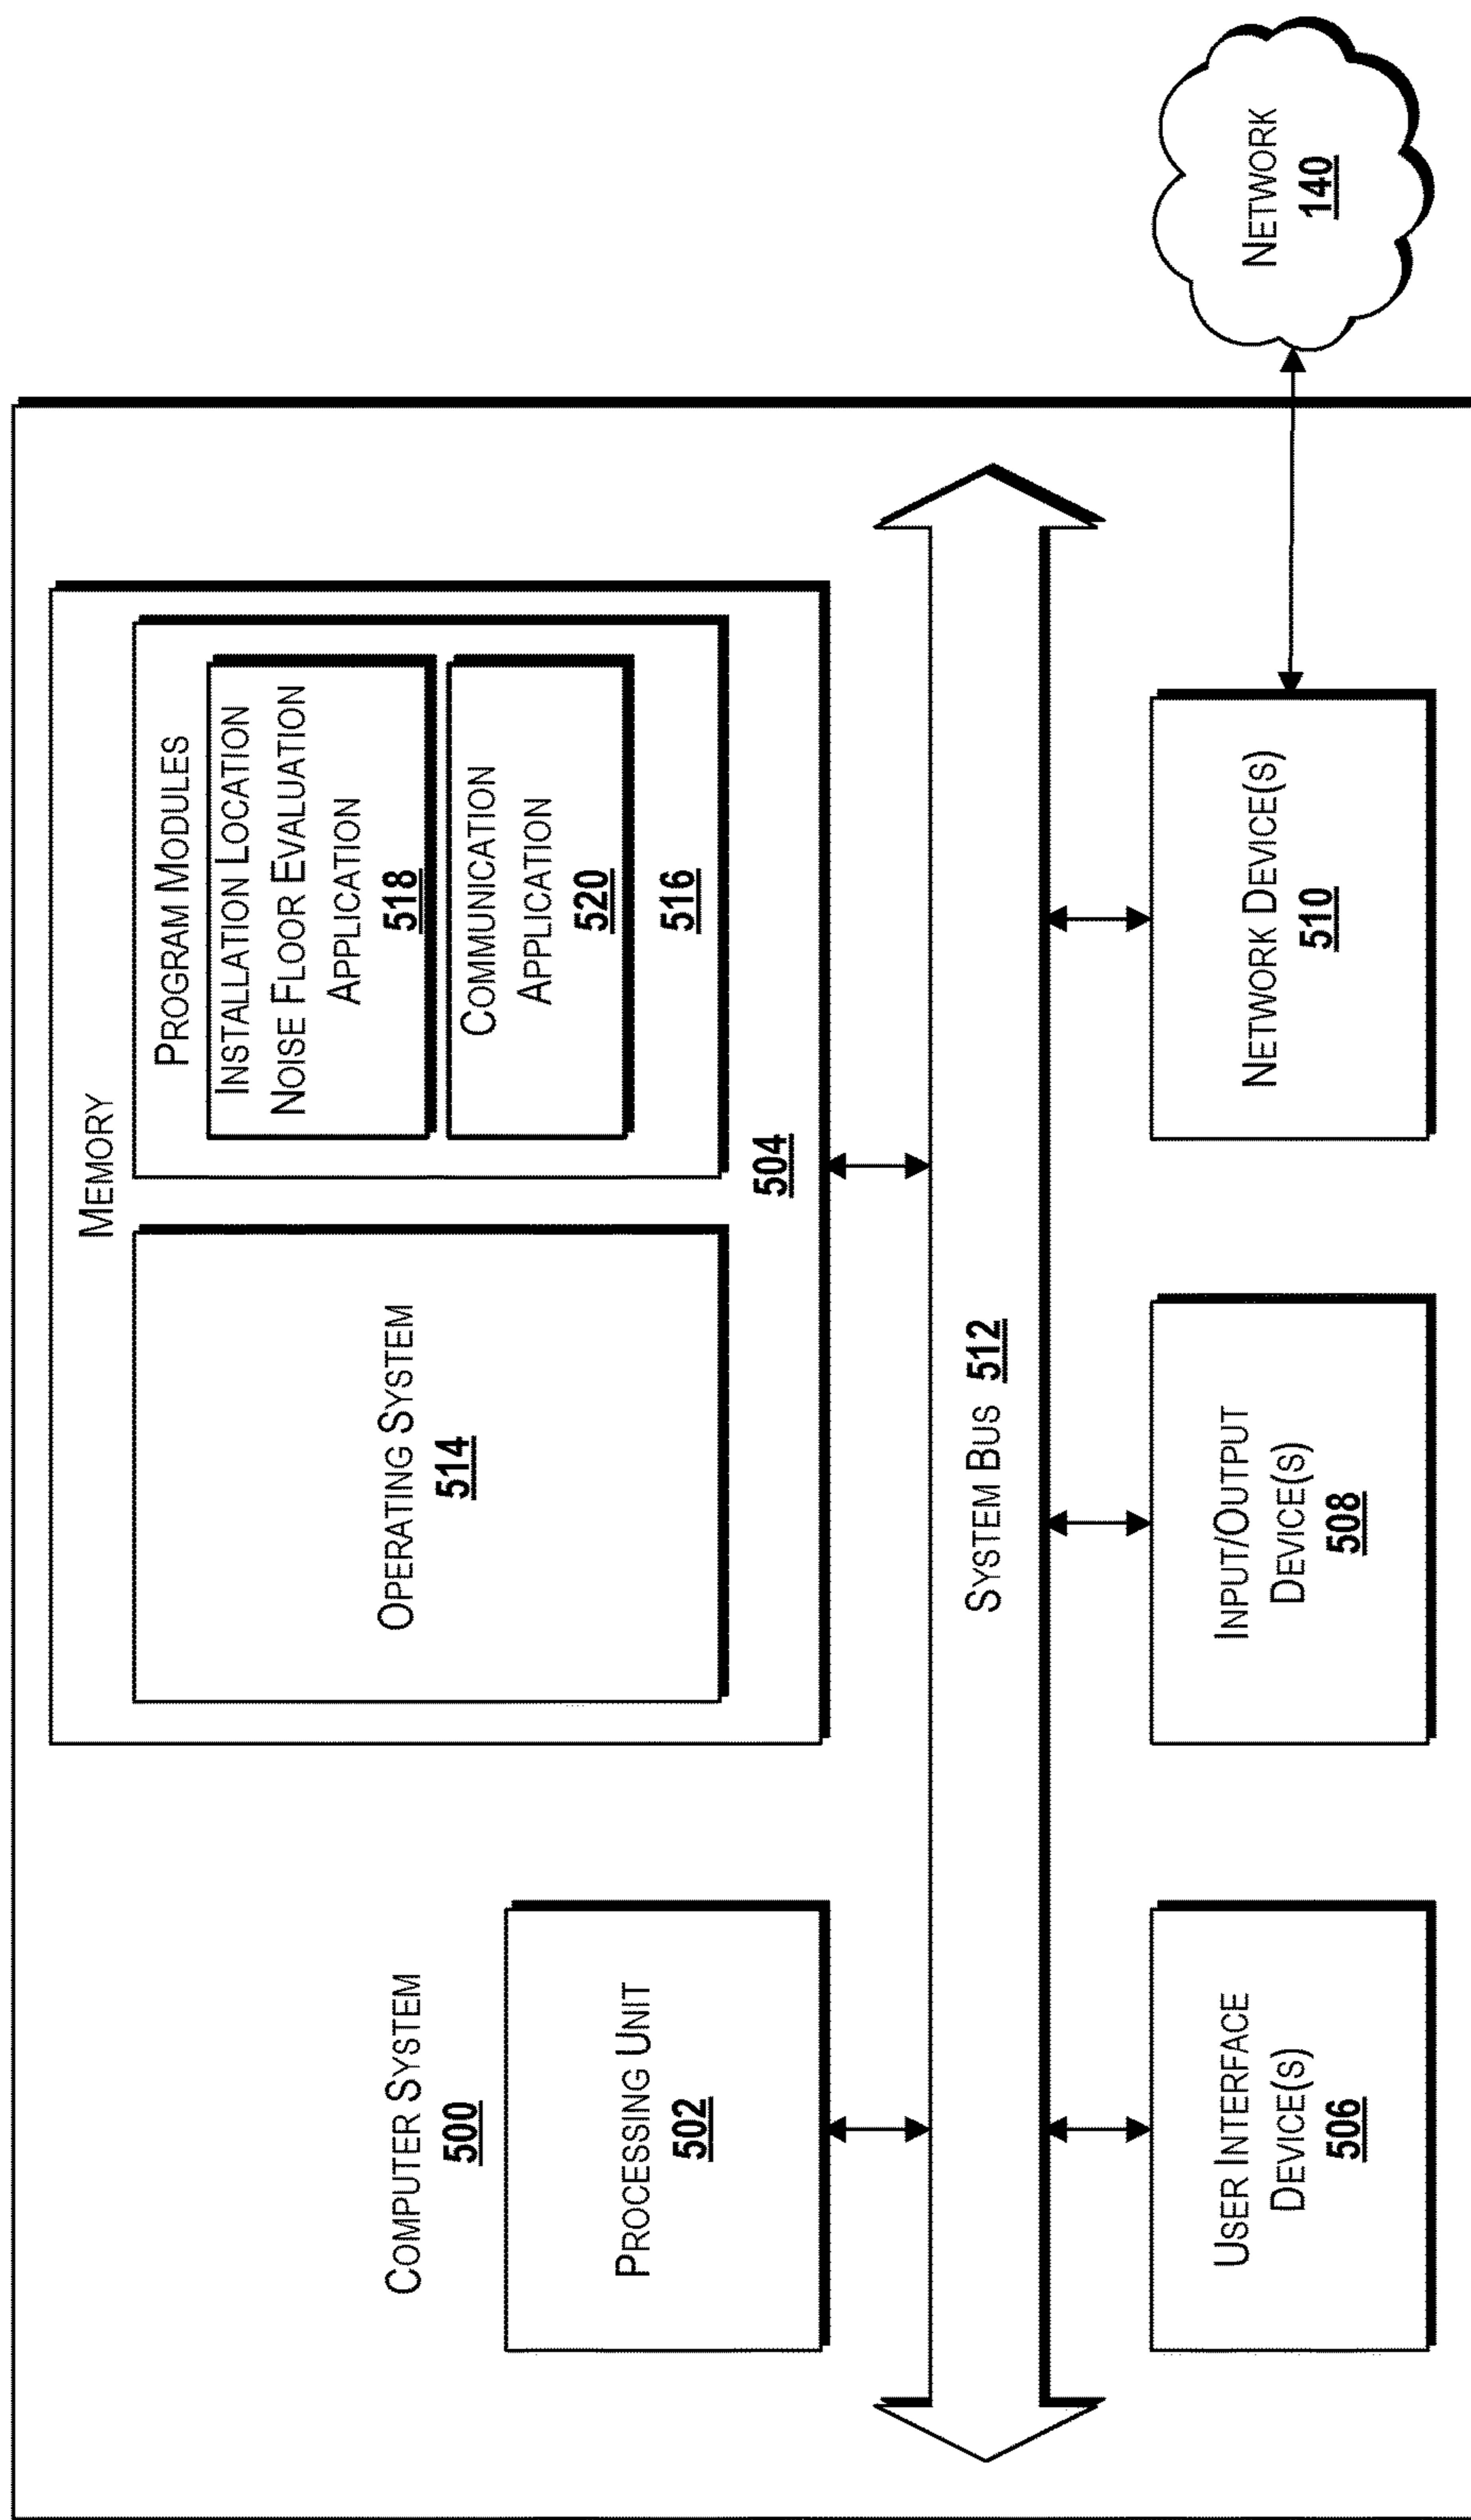 COMPUTER SYSTEM
500
PROCESSING UNIT
502
MEMORY
OPERATING SYSTEM
514
PROGRAM MODULES
INSTALLATION LOCATION
NOISE FLOOR EVALUATION
APPLICATION
518
COMMUNICATION
APPLICATION
520
516
504
SYSTEM BUS 512
USER INTERFACE
DEVICE(S)
506
INPUT/OUTPUT
DEVICE(S)
508
NETWORK DEVICE(S)
510
NETWORK
140